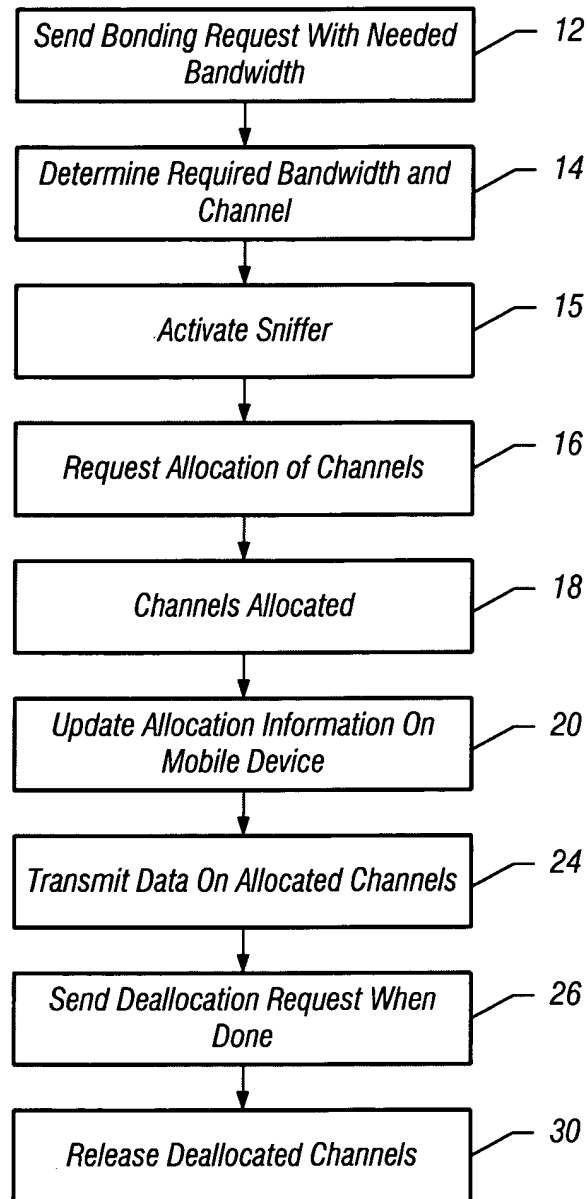 Send Bonding Request With Needed
Bandwidth
12
Determine Required Bandwidth and
Channel
14
Activate Sniffer
15
Request Allocation of Channels
16
Channels Allocated
18
Update Allocation Information On
Mobile Device
20
Transmit Data On Allocated Channels
24
Send Deallocation Request When
Done
26
Release Deallocated Channels
30